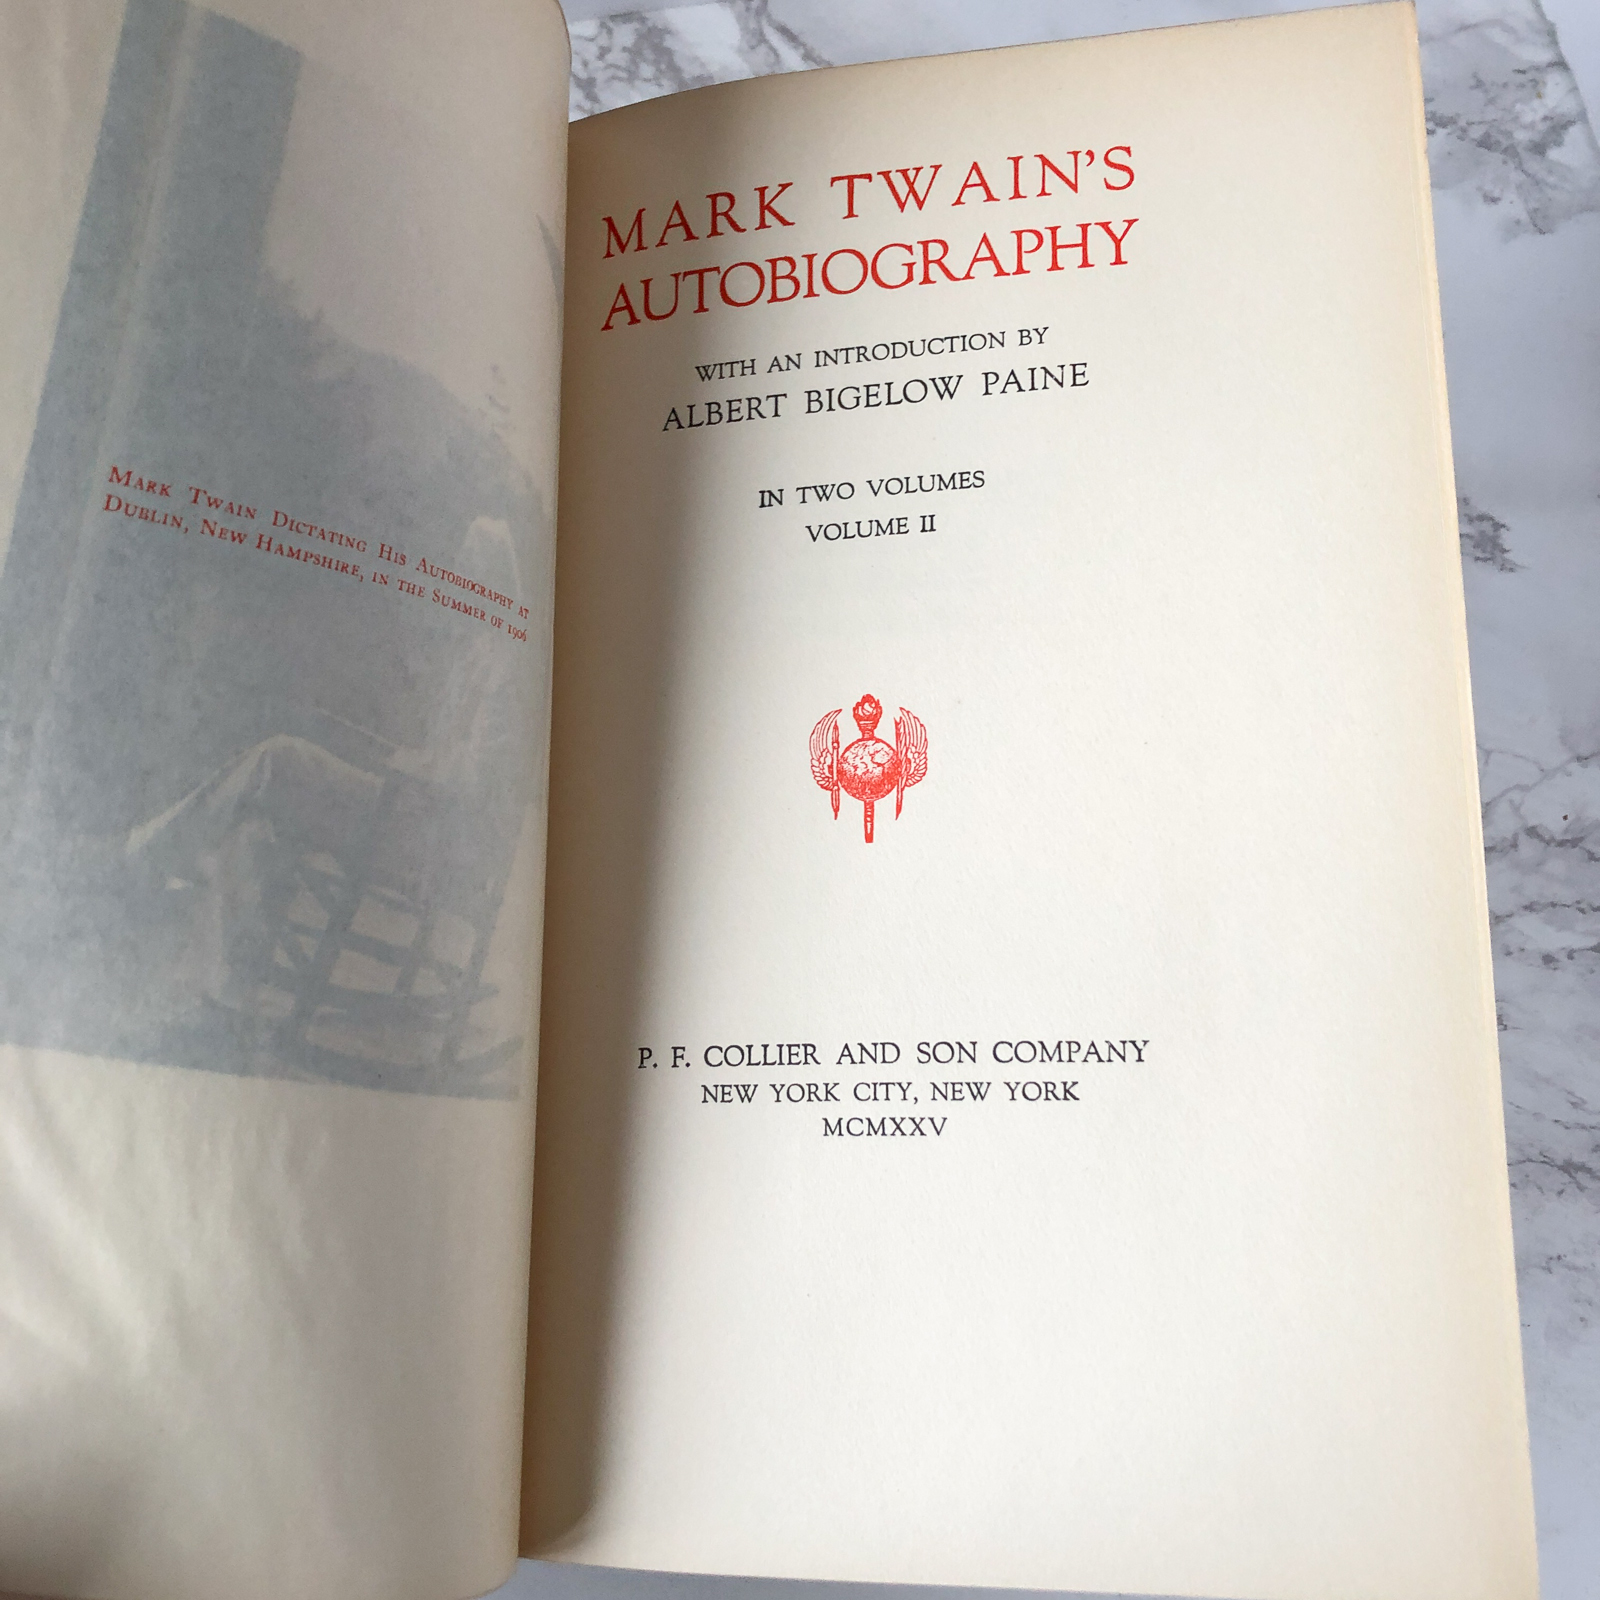 MARK TWAIN DICTATING HIS AUTOBIOGRAPHY AT
DUBLIN, NEW HAMPSHIRE, IN THE SUMMER OF 1906
MARK TWAIN'S
AUTOBIOGRAPHY
WITH AN INTRODUCTION BY
ALBERT BIGELOW PAINE
IN TWO VOLUMES
VOLUME II
P. F. COLLIER AND SON COMPANY
NEW YORK CITY, NEW YORK
MCMXXV